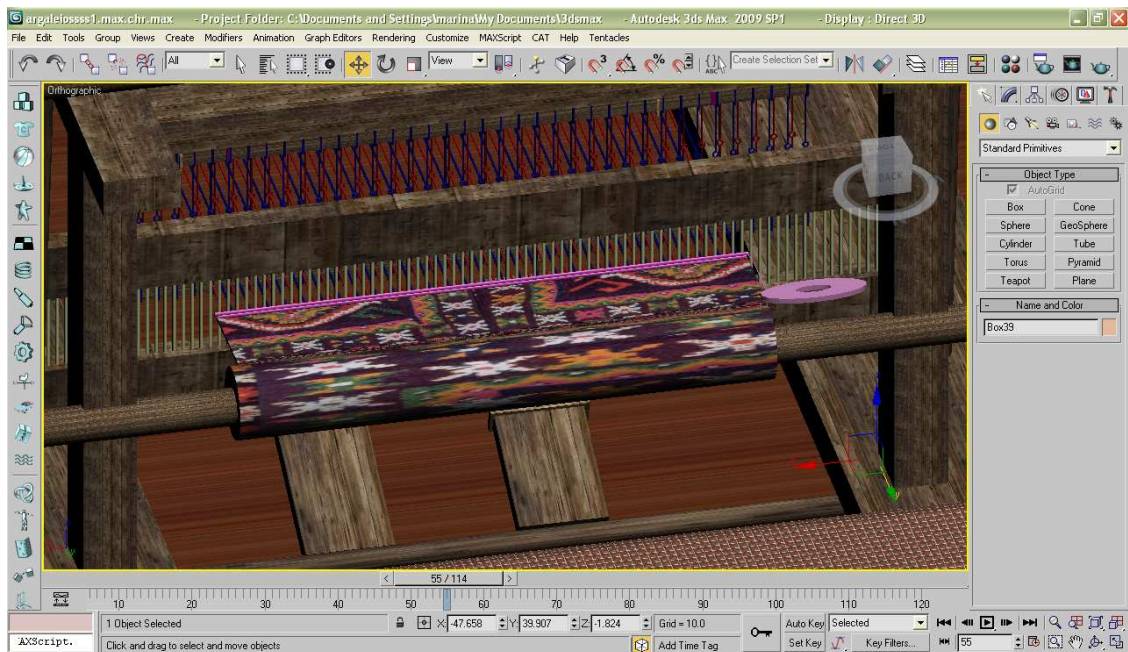 argaleiossss1.max.chr.max - Project Folder: C:\Documents and Settings\marina\My Documents\3dsmax - Autodesk 3ds Max 2009 SP1 - Display : Direct 3D
File Edit Tools Group Views Create Modifiers Animation Graph Editors Rendering Customize MAXScript CAT Help Tentacles
All View Create Selection Set
Orthographic
BACK
Standard Primitives
Object Type
AutoGrid
Box Cone
Sphere GeoSphere
Cylinder Tube
Torus Pyramid
Teapot Plane
Name and Color
Box39
55 / 114
10 20 30 40 50 60 70 80 90 100 110 120
1 Object Selected X: -47.658 Y: 39.907 Z: -1.824 Grid = 10.0 Auto Key Selected
AXScript. Click and drag to select and move objects Add Time Tag Set Key Key Filters... 55